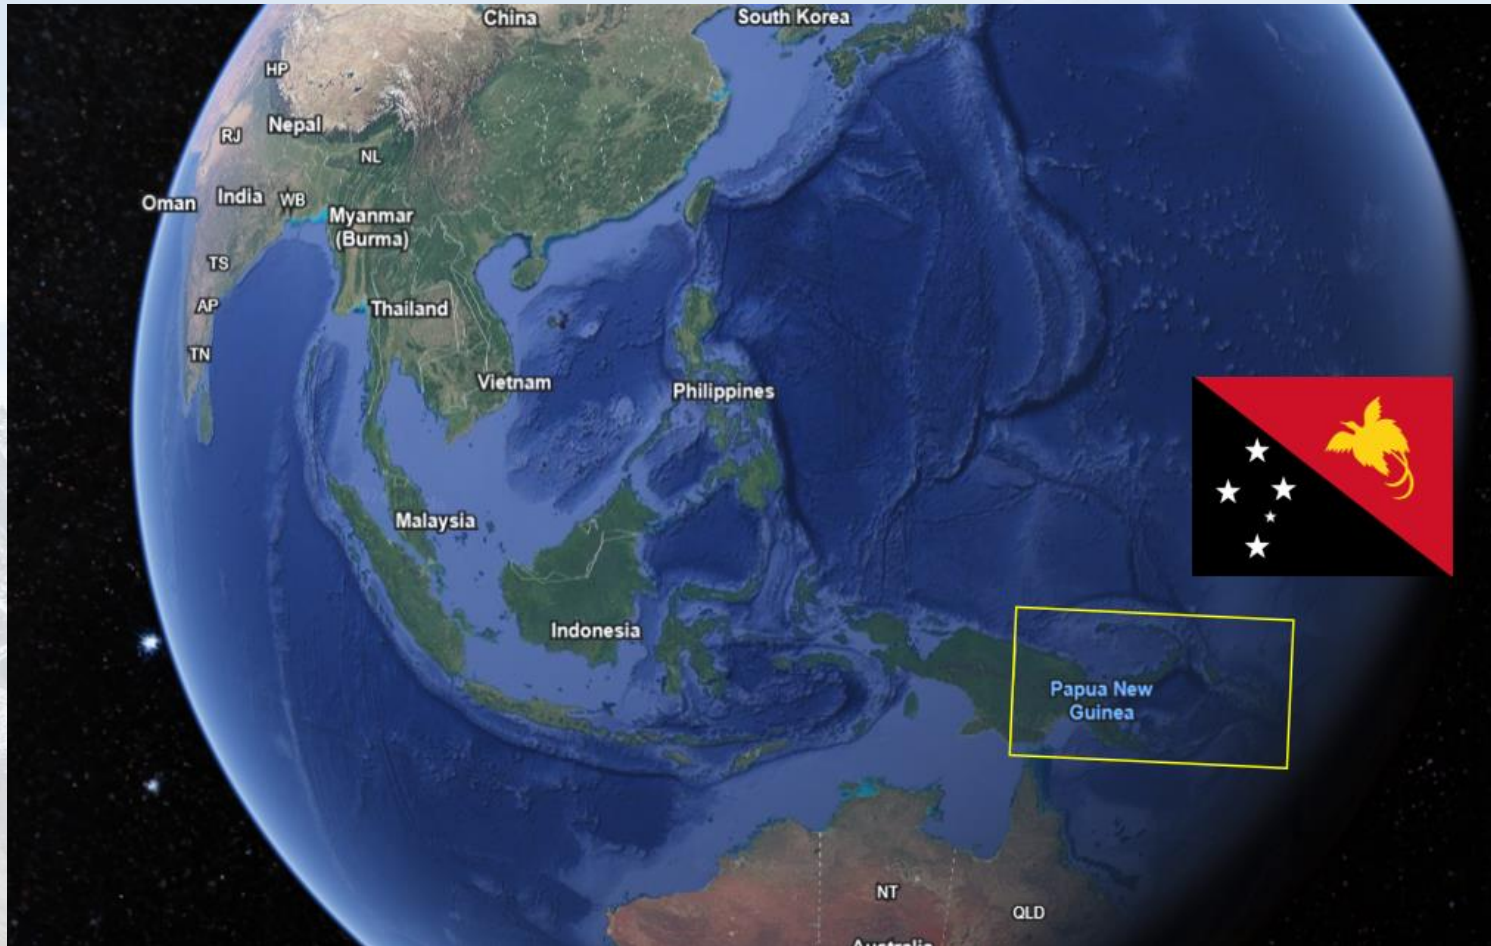 China
South Korea
HP
Nepal
RJ
NL
Oman
India
WB
Myanmar
(Burma)
TS
AP
Thailand
TN
Vietnam
Philippines
Malaysia
Indonesia
Papua New
Guinea
NT
QLD
Australia